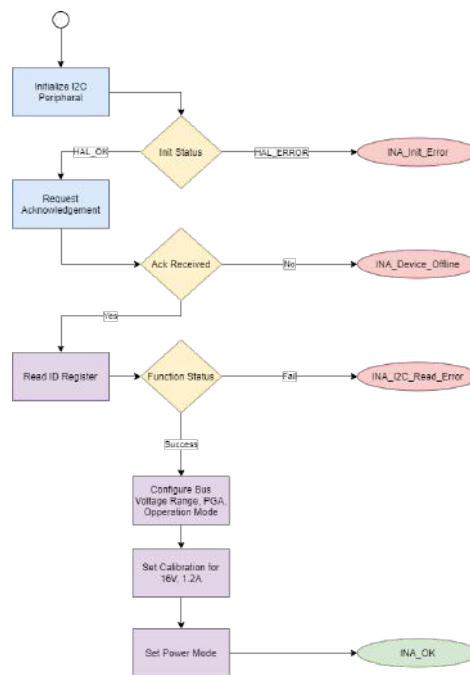 Initialize I2C
Peripheral
Init Status
HAL_OK
HAL_ERROR
INA_Init_Error
Request
Acknowledgement
Ack Received
No
INA_Device_Offline
Yes
Read ID Register
Function Status
Fail
INA_I2C_Read_Error
Success
Configure Bus
Voltage Range, PGA,
Opperation Mode
Set Calibration for
16V, 1.2A
Set Power Mode
INA_OK